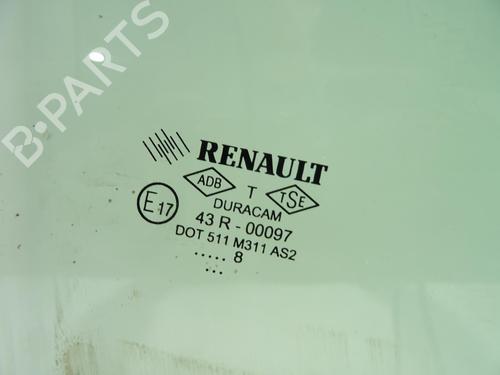 B-PARTS
RENAULT
ADB T TSE
DURACAM
E17 43 R - 00097
DOT 511 M311 AS2
..... 8
...